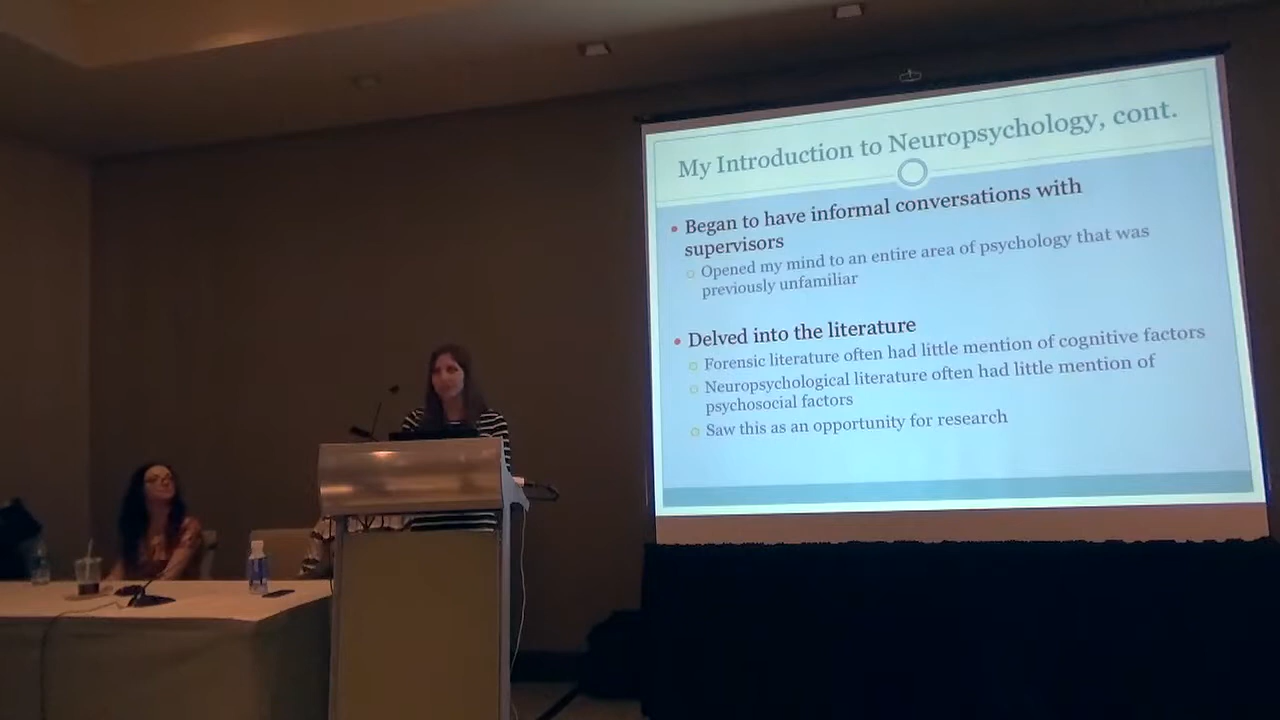 My Introduction to Neuropsychology, cont.
Began to have informal conversations with
supervisors
Opened my mind to an entire area of psychology that was
previously unfamiliar
Delved into the literature
Forensic literature often had little mention of cognitive factors
Neuropsychological literature often had little mention of
psychosocial factors
Saw this as an opportunity for research